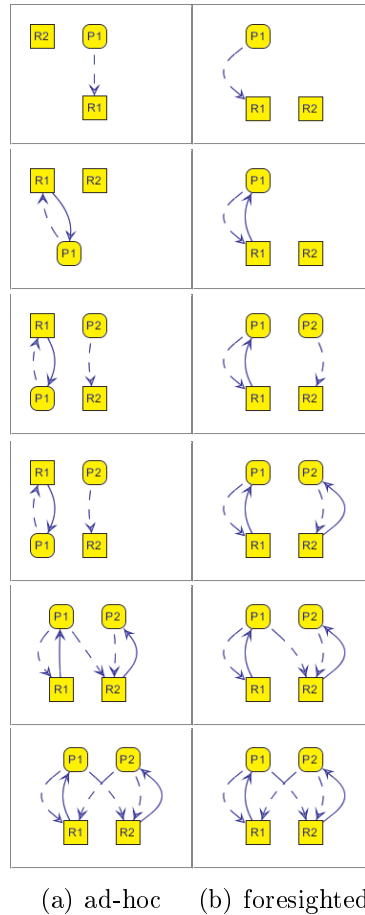 R2 P1 P1
R1 R1 R2
R1 R2 P1
P1 R1 R2
R1 P2 P1 P2
P1 R2 R1 R2
R1 P2 P1 P2
P1 R2 R1 R2
P1 P2 P1 P2
R1 R2 R1 R2
P1 P2 P1 P2
R1 R2 R1 R2
(a) ad-hoc (b) foresighted